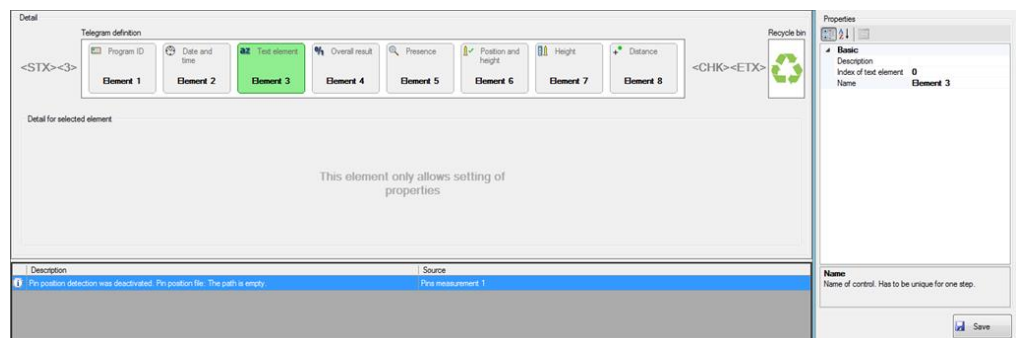 Detail
Telegram definition
Recycle bin
<STX><3>
Program ID
Element 1
Date and
time
Element 2
az Text element
Element 3
Overall result
Element 4
Presence
Element 5
Position and
height
Element 6
Height
Element 7
Distance
Element 8
<CHK><ETX>
Detail for selected element
This element only allows setting of
properties
Description Source
Pin position detection was deactivated. Pin position file: The path is empty. Pins measurement 1
Properties
Basic
Description
Index of text element 0
Name Element 3
Name
Name of control. Has to be unique for one step.
Save